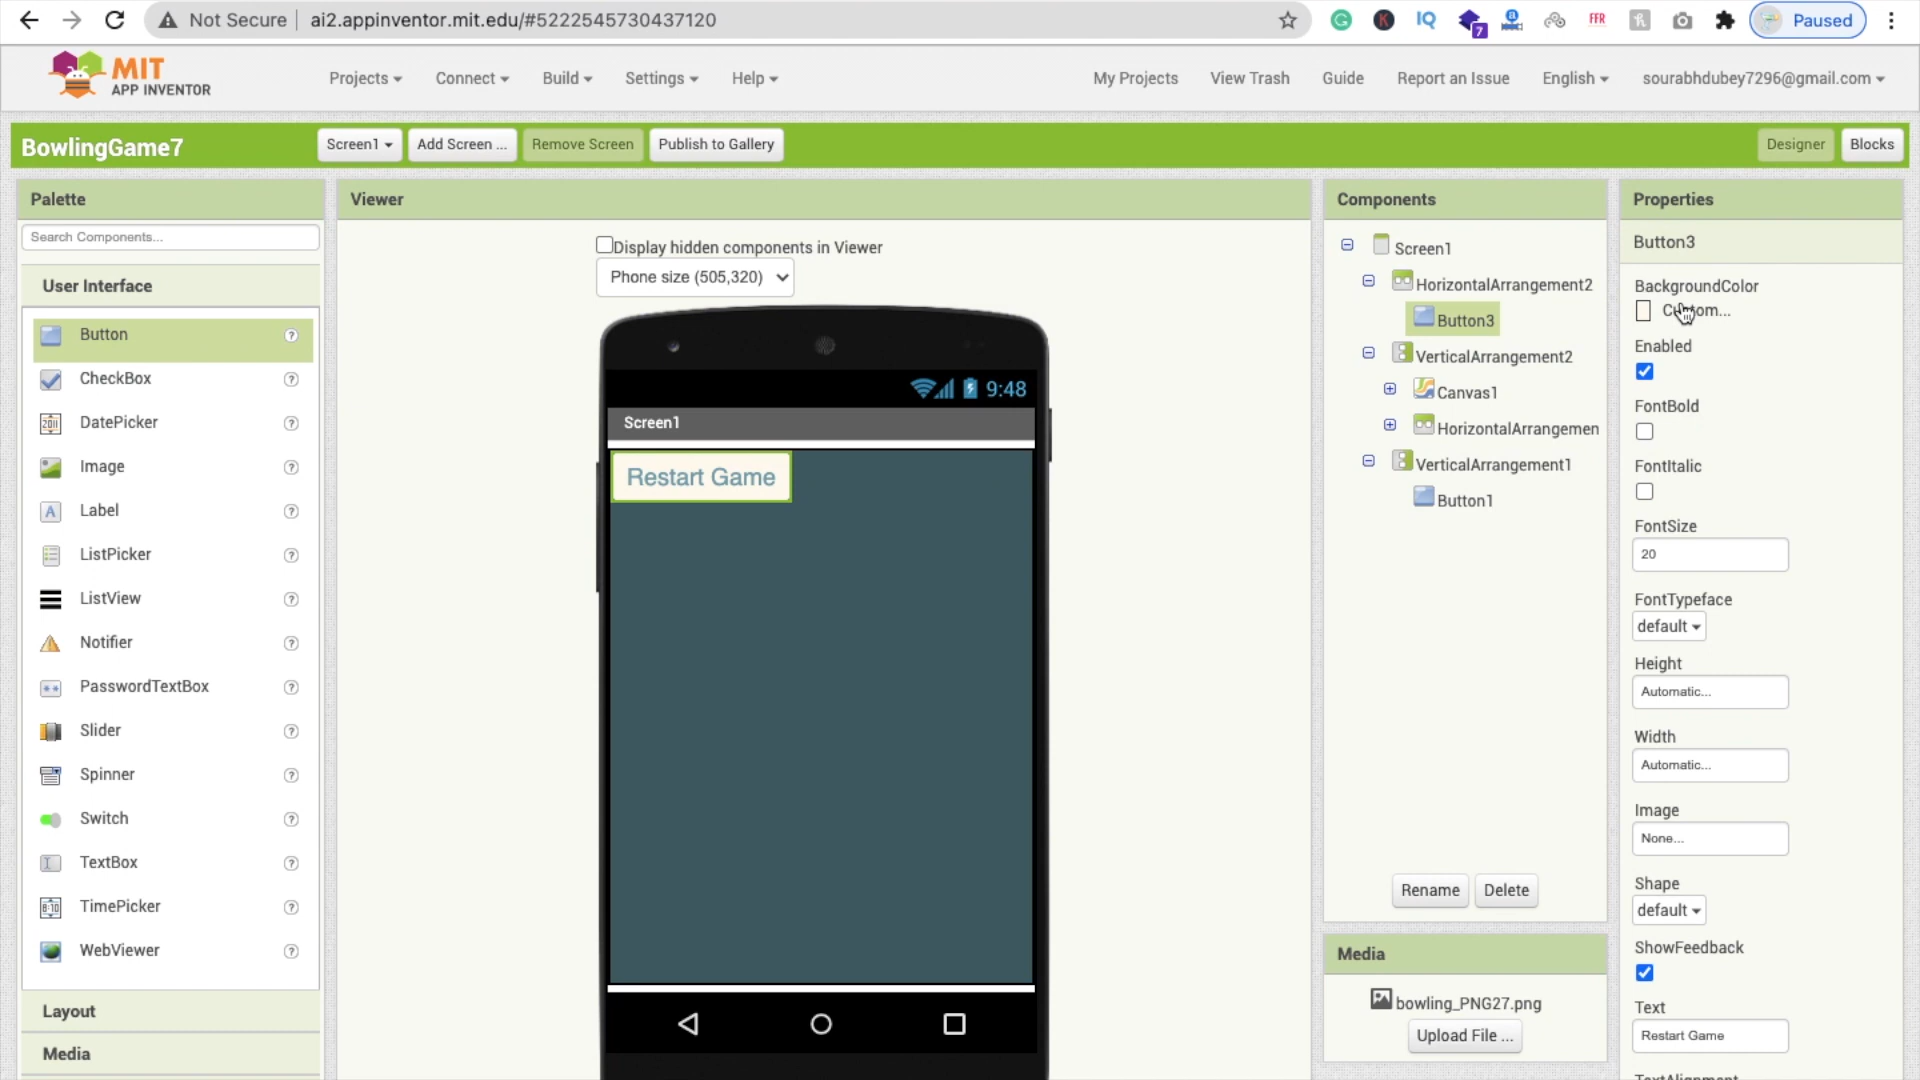 Not Secure ai2.appinventor.mit.edu/#5222545730437120
7
FFR
Paused
MIT
APP INVENTOR
Projects Connect Build Settings Help My Projects View Trash Guide Report an Issue English sourabhdubey7296@gmail.com
BowlingGame7 Screen1 Add Screen ... Remove Screen Publish to Gallery Designer Blocks
Palette
Search Components...
User Interface
Button
CheckBox
DatePicker
Image
Label
ListPicker
ListView
Notifier
PasswordTextBox
Slider
Spinner
Switch
TextBox
TimePicker
WebViewer
Layout
Media
Viewer
Display hidden components in Viewer
Phone size (505,320)
9:48
Screen1
Restart Game
Components
Screen1
HorizontalArrangement2
Button3
VerticalArrangement2
Canvas1
HorizontalArrangemen
VerticalArrangement1
Button1
Rename Delete
Media
bowling_PNG27.png
Upload File ...
Properties
Button3
BackgroundColor
Enabled
FontBold
FontItalic
FontSize
20
FontTypeface
default
Height
Automatic...
Width
Automatic...
Image
None...
Shape
default
ShowFeedback
Text
Restart Game
TextAlignment